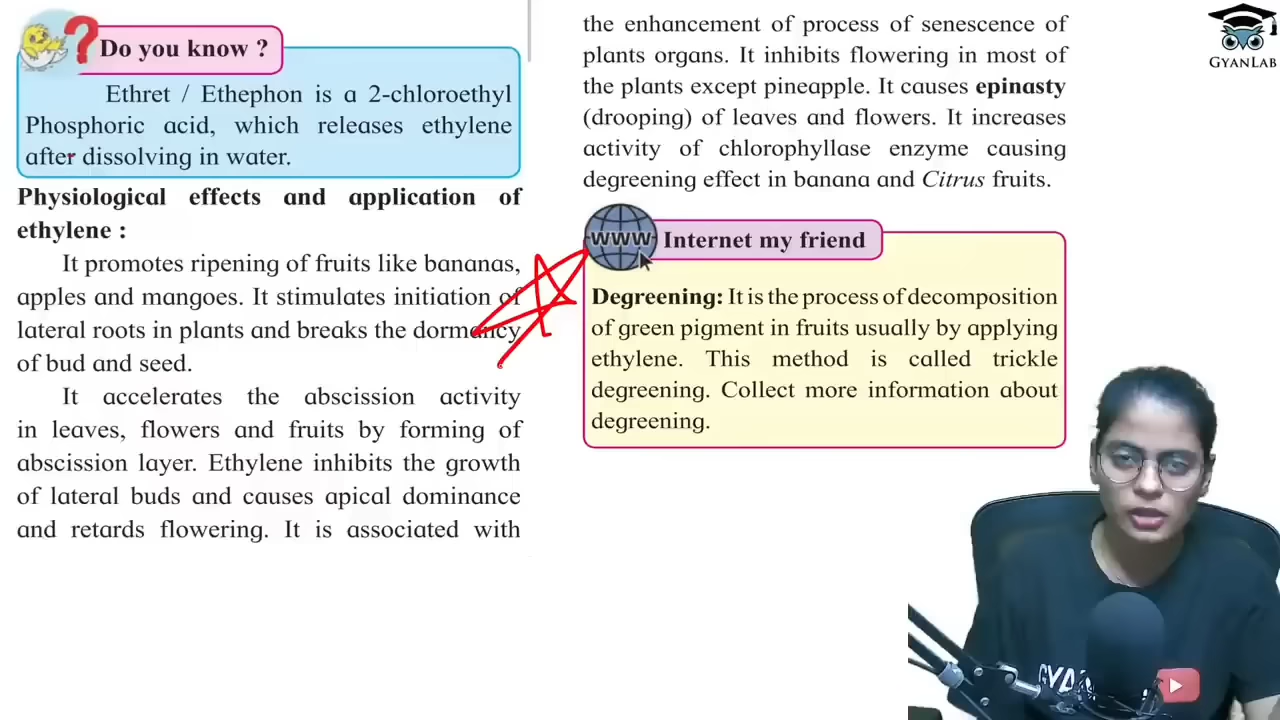 Do you know ?
Ethret / Ethephon is a 2-chloroethyl
Phosphoric acid, which releases ethylene
after dissolving in water.
Physiological effects and application of
ethylene :
It promotes ripening of fruits like bananas,
apples and mangoes. It stimulates initiation of
lateral roots in plants and breaks the dormancy
of bud and seed.
It accelerates the abscission activity
in leaves, flowers and fruits by forming of
abscission layer. Ethylene inhibits the growth
of lateral buds and causes apical dominance
and retards flowering. It is associated with
the enhancement of process of senescence of
plants organs. It inhibits flowering in most of
the plants except pineapple. It causes epinasty
(drooping) of leaves and flowers. It increases
activity of chlorophyllase enzyme causing
degreening effect in banana and Citrus fruits.
www
Internet my friend
Degreening: It is the process of decomposition
of green pigment in fruits usually by applying
ethylene. This method is called trickle
degreening. Collect more information about
degreening.
GYANLAB